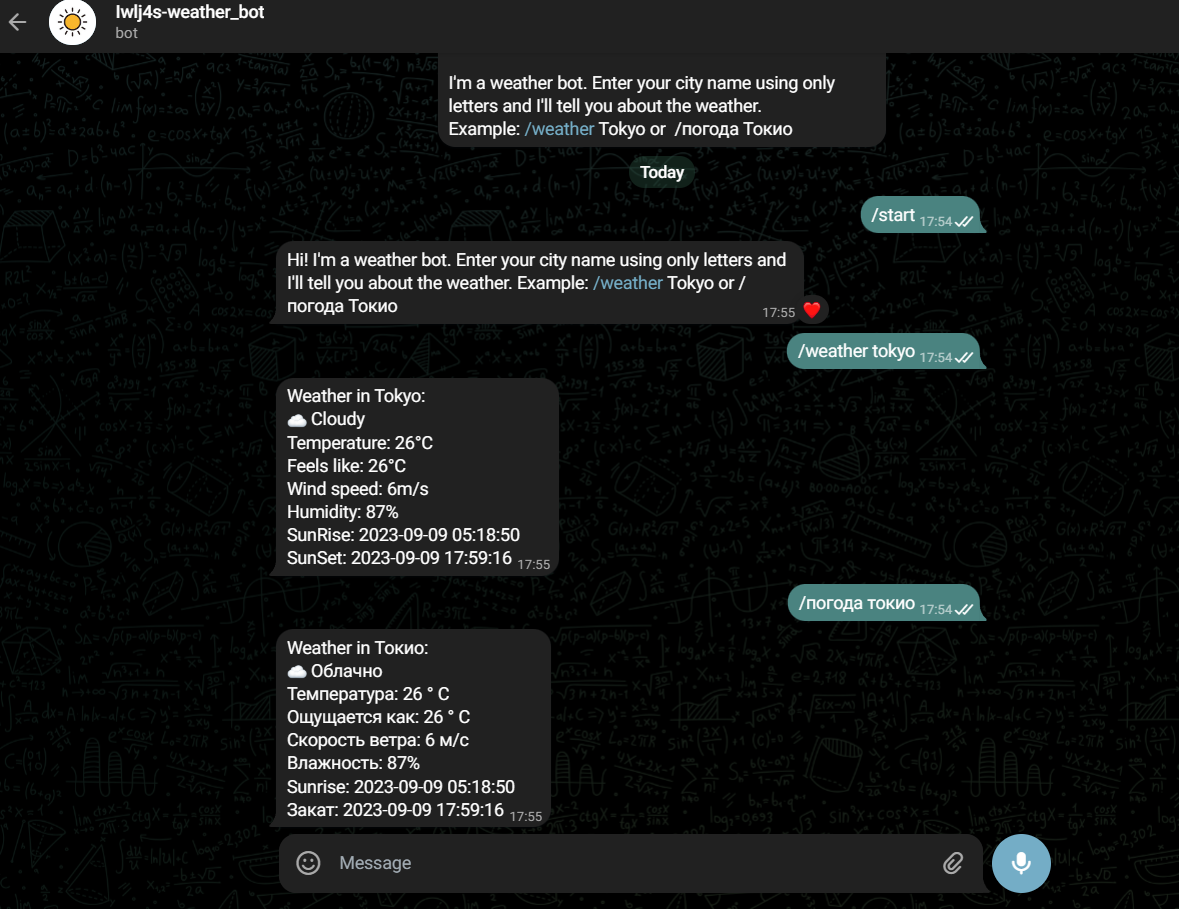 lwlj4s-weather_bot
bot
I'm a weather bot. Enter your city name using only
letters and I'll tell you about the weather.
Example: /weather Tokyo or /погода Токио
Today
/start 17:54
Hi! I'm a weather bot. Enter your city name using only letters and
I'll tell you about the weather. Example: /weather Tokyo or /
погода Токио
17:55
/weather tokyo 17:54
Weather in Tokyo:
☁️ Cloudy
Temperature: 26°C
Feels like: 26°C
Wind speed: 6m/s
Humidity: 87%
SunRise: 2023-09-09 05:18:50
SunSet: 2023-09-09 17:59:16 17:55
/погода токио 17:54
Weather in Токио:
☁️ Облачно
Температура: 26 ° C
Ощущается как: 26 ° C
Скорость ветра: 6 м/с
Влажность: 87%
Sunrise: 2023-09-09 05:18:50
Закат: 2023-09-09 17:59:16 17:55
Message